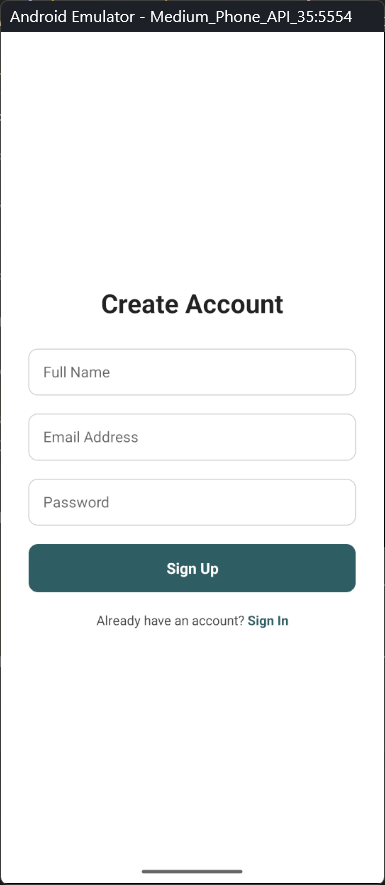 Android Emulator - Medium_Phone_API_35:5554
Create Account
Full Name
Email Address
Password
Sign Up
Already have an account? Sign In